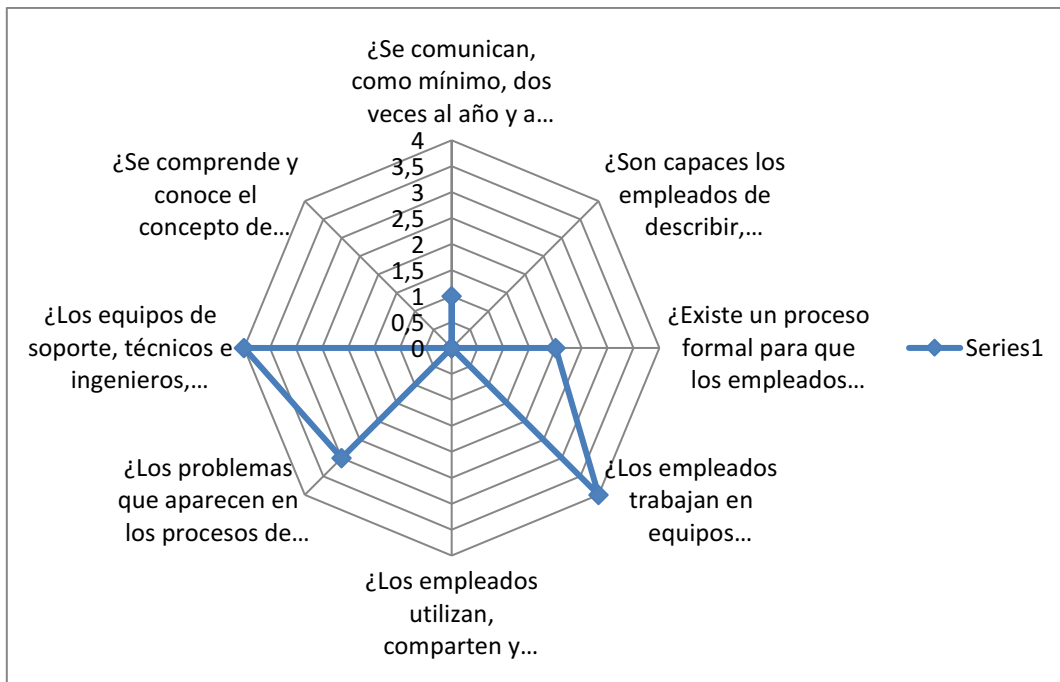 ¿Se comunican,
como mínimo, dos
veces al año y a...
¿Son capaces los
empleados de
describir,...
¿Existe un proceso
formal para que
los empleados...
¿Los empleados
trabajan en
equipos...
¿Los empleados
utilizan,
comparten y...
¿Los problemas
que aparecen en
los procesos de...
¿Los equipos de
soporte, técnicos e
ingenieros,...
¿Se comprende y
conoce el
concepto de...
4
3,5
3
2,5
2
1,5
1
0,5
0
Series1